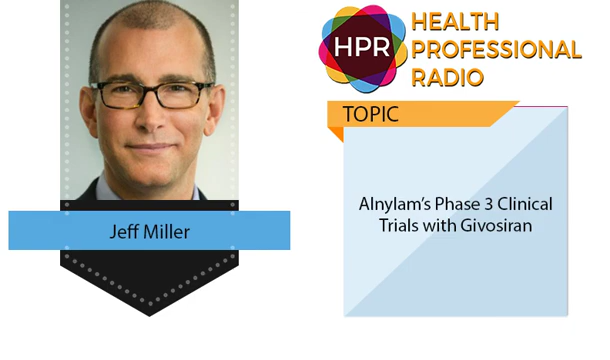 HPR
HEALTH
PROFESSIONAL
RADIO
TOPIC
Alnylam's Phase 3 Clinical
Trials with Givosiran
Jeff Miller